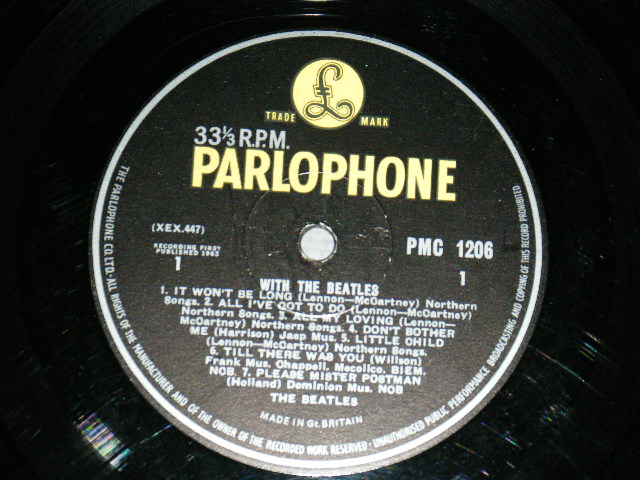 £
TRADE MARK
33⅓ R.P.M.
PARLOPHONE
(XEX.447)
RECORDING FIRST
PUBLISHED 1963
1
PMC 1206
1
WITH THE BEATLES
1. IT WON'T BE LONG (Lennon—McCartney) Northern
Songs. 2. ALL I'VE GOT TO DO (Lennon—McCartney)
Northern Songs. 3. ALL MY LOVING (Lennon—
McCartney) Northern Songs. 4. DON'T BOTHER
ME (Harrison) Jaep Mus. 5. LITTLE CHILD
(Lennon—McCartney) Northern Songs.
6. TILL THERE WAS YOU (Wilson)
Frank Mus. Chappell. Mecolico. BIEM.
NOB. 7. PLEASE MISTER POSTMAN
(Holland) Dominion Mus. NOB
THE BEATLES
MADE IN Gt. BRITAIN
THE PARLOPHONE CO. LTD. · ALL RIGHTS OF THE MANUFACTURER AND OF THE OWNER OF THE RECORDED WORK RESERVED · UNAUTHORISED PUBLIC PERFORMANCE BROADCASTING AND COPYING OF THIS RECORD PROHIBITED